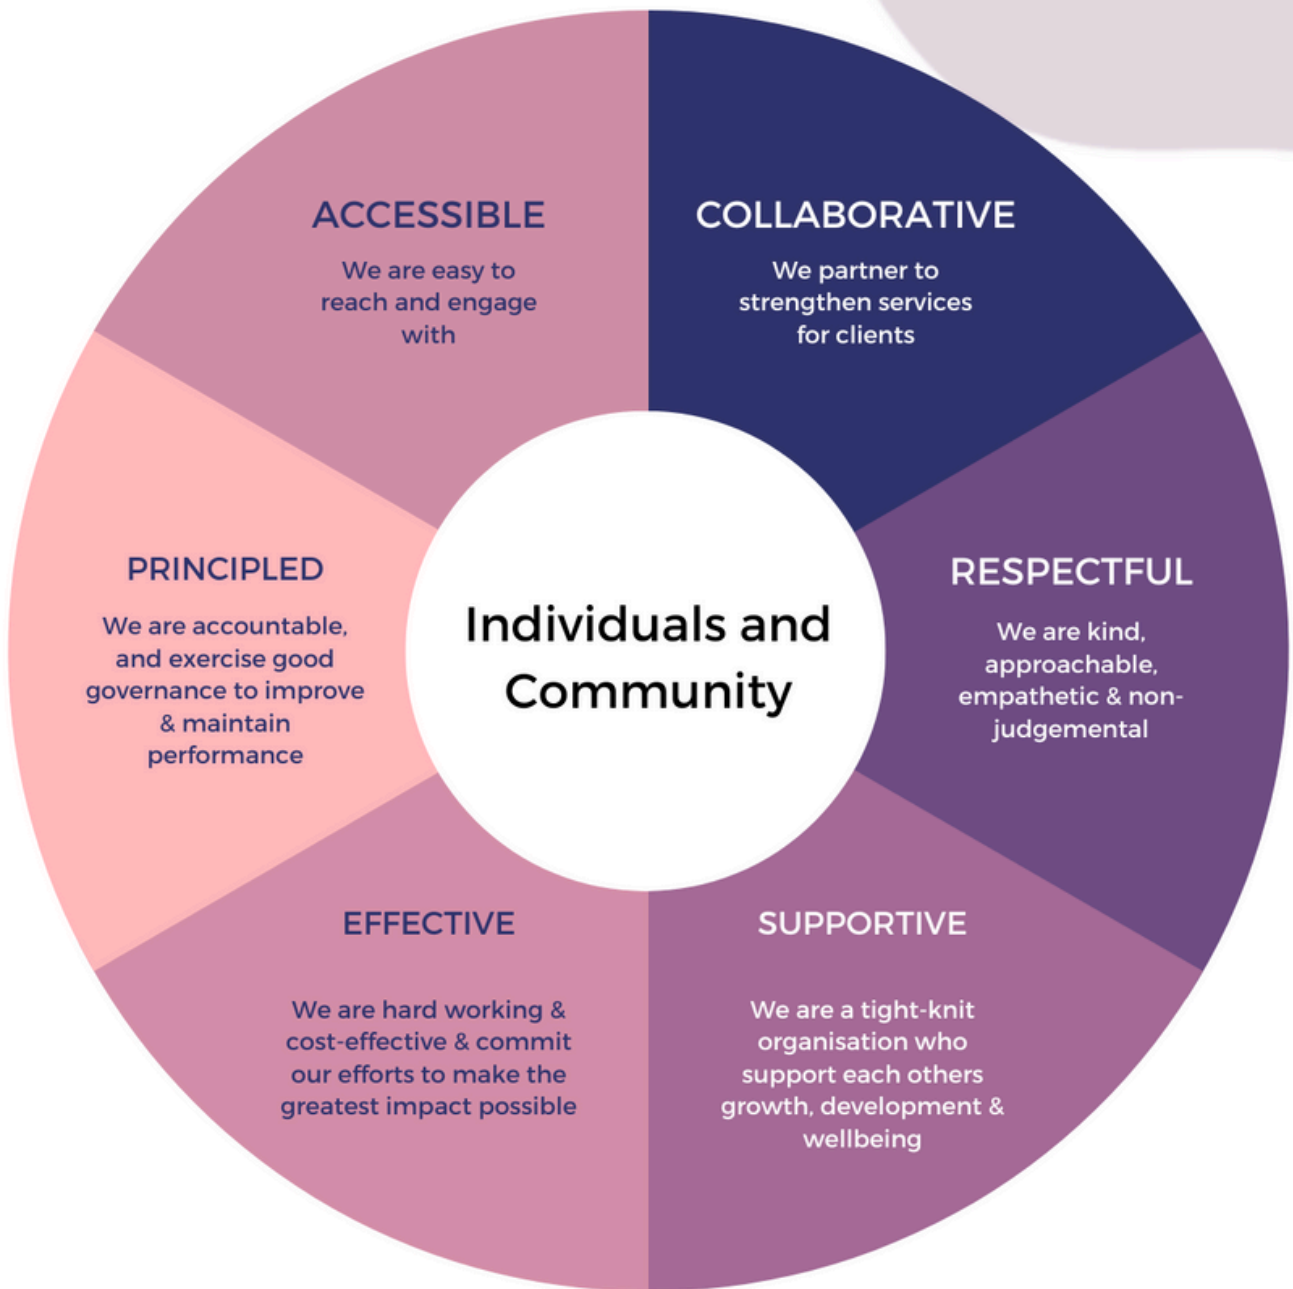 ACCESSIBLE
We are easy to
reach and engage
with
COLLABORATIVE
We partner to
strengthen services
for clients
PRINCIPLED
We are accountable,
and exercise good
governance to improve
& maintain
performance
Individuals and
Community
RESPECTFUL
We are kind,
approachable,
empathetic & non-
judgemental
EFFECTIVE
We are hard working &
cost-effective & commit
our efforts to make the
greatest impact possible
SUPPORTIVE
We are a tight-knit
organisation who
support each others
growth, development &
wellbeing